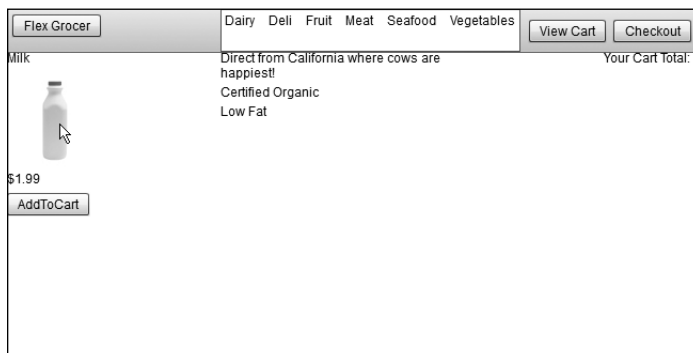 Flex Grocer
Dairy Deli Fruit Meat Seafood Vegetables
View Cart
Checkout
Milk
Direct from California where cows are
happiest!
Certified Organic
Low Fat
Your Cart Total:
$1.99
AddToCart